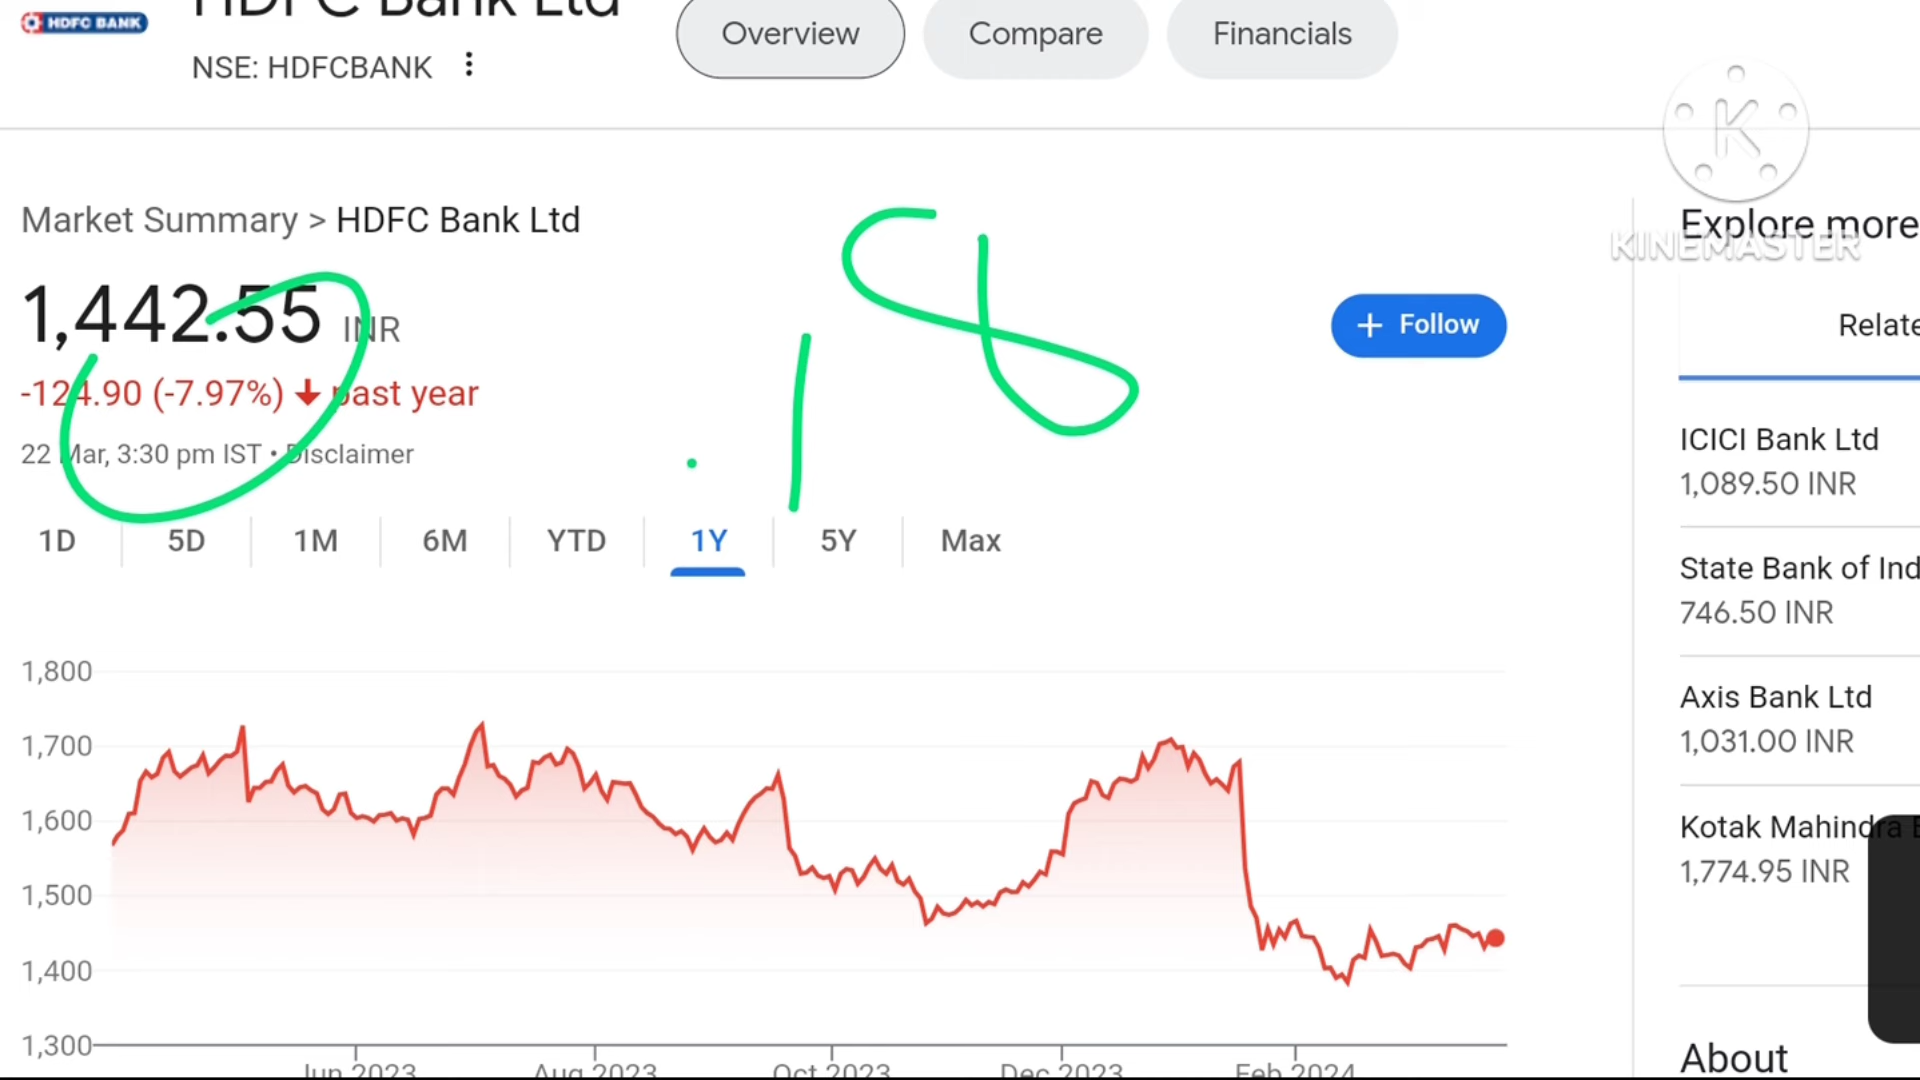 HDFC BANK
HDFC Bank Ltd
NSE: HDFCBANK
Overview
Compare
Financials
KINEMASTER
Market Summary > HDFC Bank Ltd
1,442.55 INR
-124.90 (-7.97%) past year
22 Mar, 3:30 pm IST • Disclaimer
18
+ Follow
1D 5D 1M 6M YTD 1Y 5Y Max
1,800
1,700
1,600
1,500
1,400
1,300
Jun 2023 Aug 2023 Oct 2023 Dec 2023 Feb 2024
Explore more
Relate
ICICI Bank Ltd
1,089.50 INR
State Bank of Ind
746.50 INR
Axis Bank Ltd
1,031.00 INR
Kotak Mahindra
1,774.95 INR
About